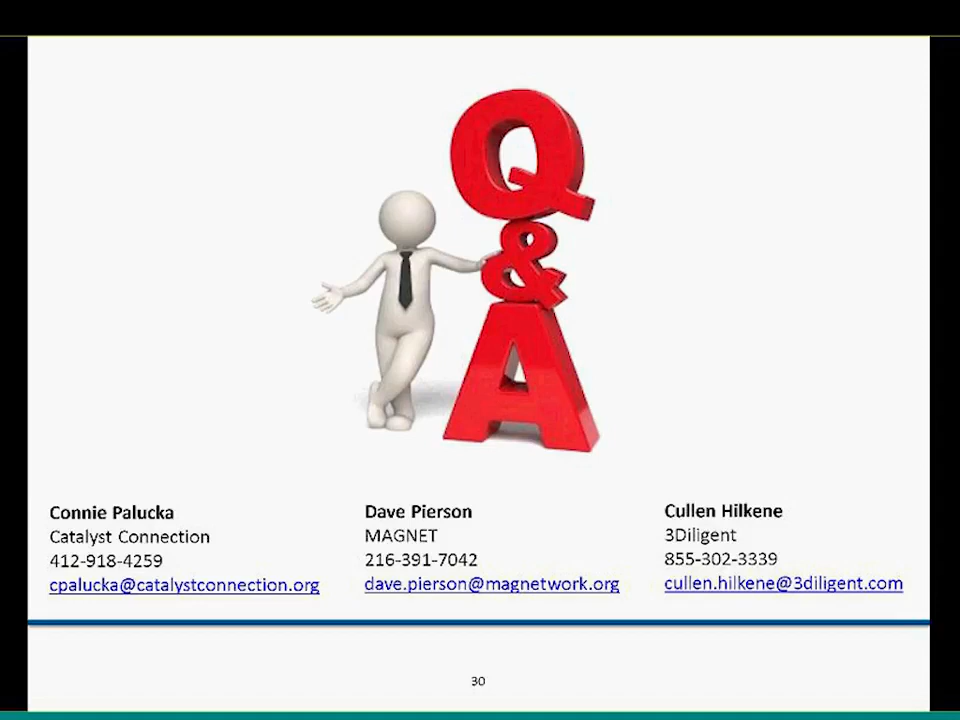 Q
&
A
Connie Palucka
Catalyst Connection
412-918-4259
cpalucka@catalystconnection.org
Dave Pierson
MAGNET
216-391-7042
dave.pierson@magnetwork.org
Cullen Hilkene
3Diligent
855-302-3339
cullen.hilkene@3diligent.com
30